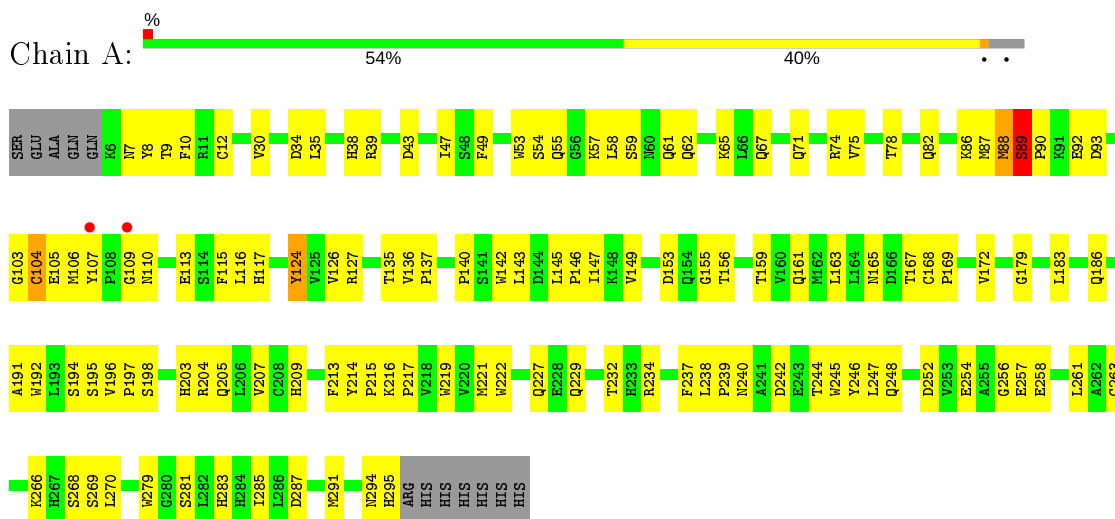 %
Chain A:
54% 40% • •
SER GLU ALA GLN GLN K6 N7 Y8 T9 F10 R11 C12 V30 D34 L35 H38 R39 D43 I47 S48 F49 W53 S54 Q55 G56 K57 L58 S59 N60 Q61 Q62 K65 L66 Q67 Q71 R74 V75 T78 Q82 K86 M87 M88 S89 P90 K91 E92 D93
G103 C104 E105 M106 Y107 P108 G109 N110 E113 S114 F115 L116 H117 Y124 V125 V126 R127 T135 V136 P137 P140 S141 W142 L143 D144 L145 P146 I147 K148 V149 D153 Q154 G155 T156 T159 V160 Q161 M162 L163 L164 N165 D166 T167 C168 P169 V172 G179 L183 Q186
A191 W192 L193 S194 S195 V196 P197 S198 H203 R204 Q205 L206 V207 C208 H209 F213 Y214 P215 K216 P217 V218 W219 V220 M221 W222 Q227 E228 Q229 T232 H233 R234 F237 L238 P239 N240 A241 D242 E243 T244 W245 Y246 L247 Q248 D252 V253 E254 A255 G256 E257 E258 L261 A262 C263
K266 H267 S268 S269 L270 W279 G280 S281 L282 H283 H284 I285 L286 D287 M291 N294 H295 ARG HIS HIS HIS HIS HIS HIS